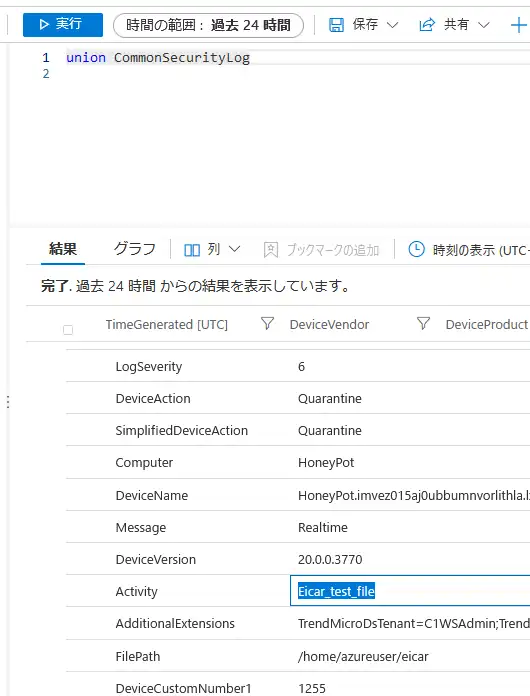 実行 時間の範囲 : 過去 24 時間 保存 共有
1 union CommonSecurityLog
2
結果 グラフ 列 ブックマークの追加 時刻の表示 (UTC-
完了. 過去 24 時間 からの結果を表示しています。
TimeGenerated [UTC] DeviceVendor DeviceProduct
LogSeverity 6
DeviceAction Quarantine
SimplifiedDeviceAction Quarantine
Computer HoneyPot
DeviceName HoneyPot.imvez015aj0ubbumnvorlithla.l
Message Realtime
DeviceVersion 20.0.0.3770
Activity Eicar_test_file
AdditionalExtensions TrendMicroDsTenant=C1WSAdmin;Trend
FilePath /home/azureuser/eicar
DeviceCustomNumber1 1255